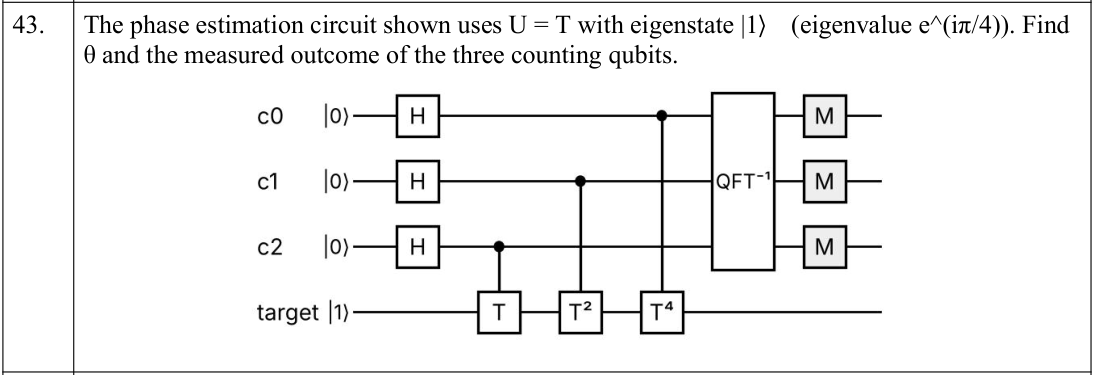 43. The phase estimation circuit shown uses U = T with eigenstate |1⟩ (eigenvalue e^(iπ/4)). Find
θ and the measured outcome of the three counting qubits.
c0 |0⟩ H M
c1 |0⟩ H QFT⁻¹ M
c2 |0⟩ H M
target |1⟩ T T² T⁴